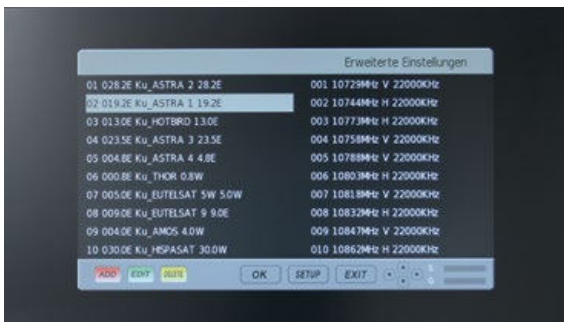 Erweiterte Einstellungen
01 028.2E Ku_ASTRA 2 28.2E
02 019.2E Ku_ASTRA 1 19.2E
03 013.0E Ku_HOTBIRD 13.0E
04 023.5E Ku_ASTRA 3 23.5E
05 004.8E Ku_ASTRA 4 4.8E
06 000.8E Ku_THOR 0.8W
07 005.0E Ku_EUTELSAT 5W 5.0W
08 009.0E Ku_EUTELSAT 9 9.0E
09 004.0E Ku_AMOS 4.0W
10 030.0E Ku_HISPASAT 30.0W
001 10729MHz V 22000KHz
002 10744MHz H 22000KHz
003 10773MHz H 22000KHz
004 10758MHz V 22000KHz
005 10788MHz V 22000KHz
006 10803MHz H 22000KHz
007 10818MHz V 22000KHz
008 10832MHz H 22000KHz
009 10847MHz V 22000KHz
010 10862MHz H 22000KHz
ADD EDIT DELETE OK SETUP EXIT S
Q